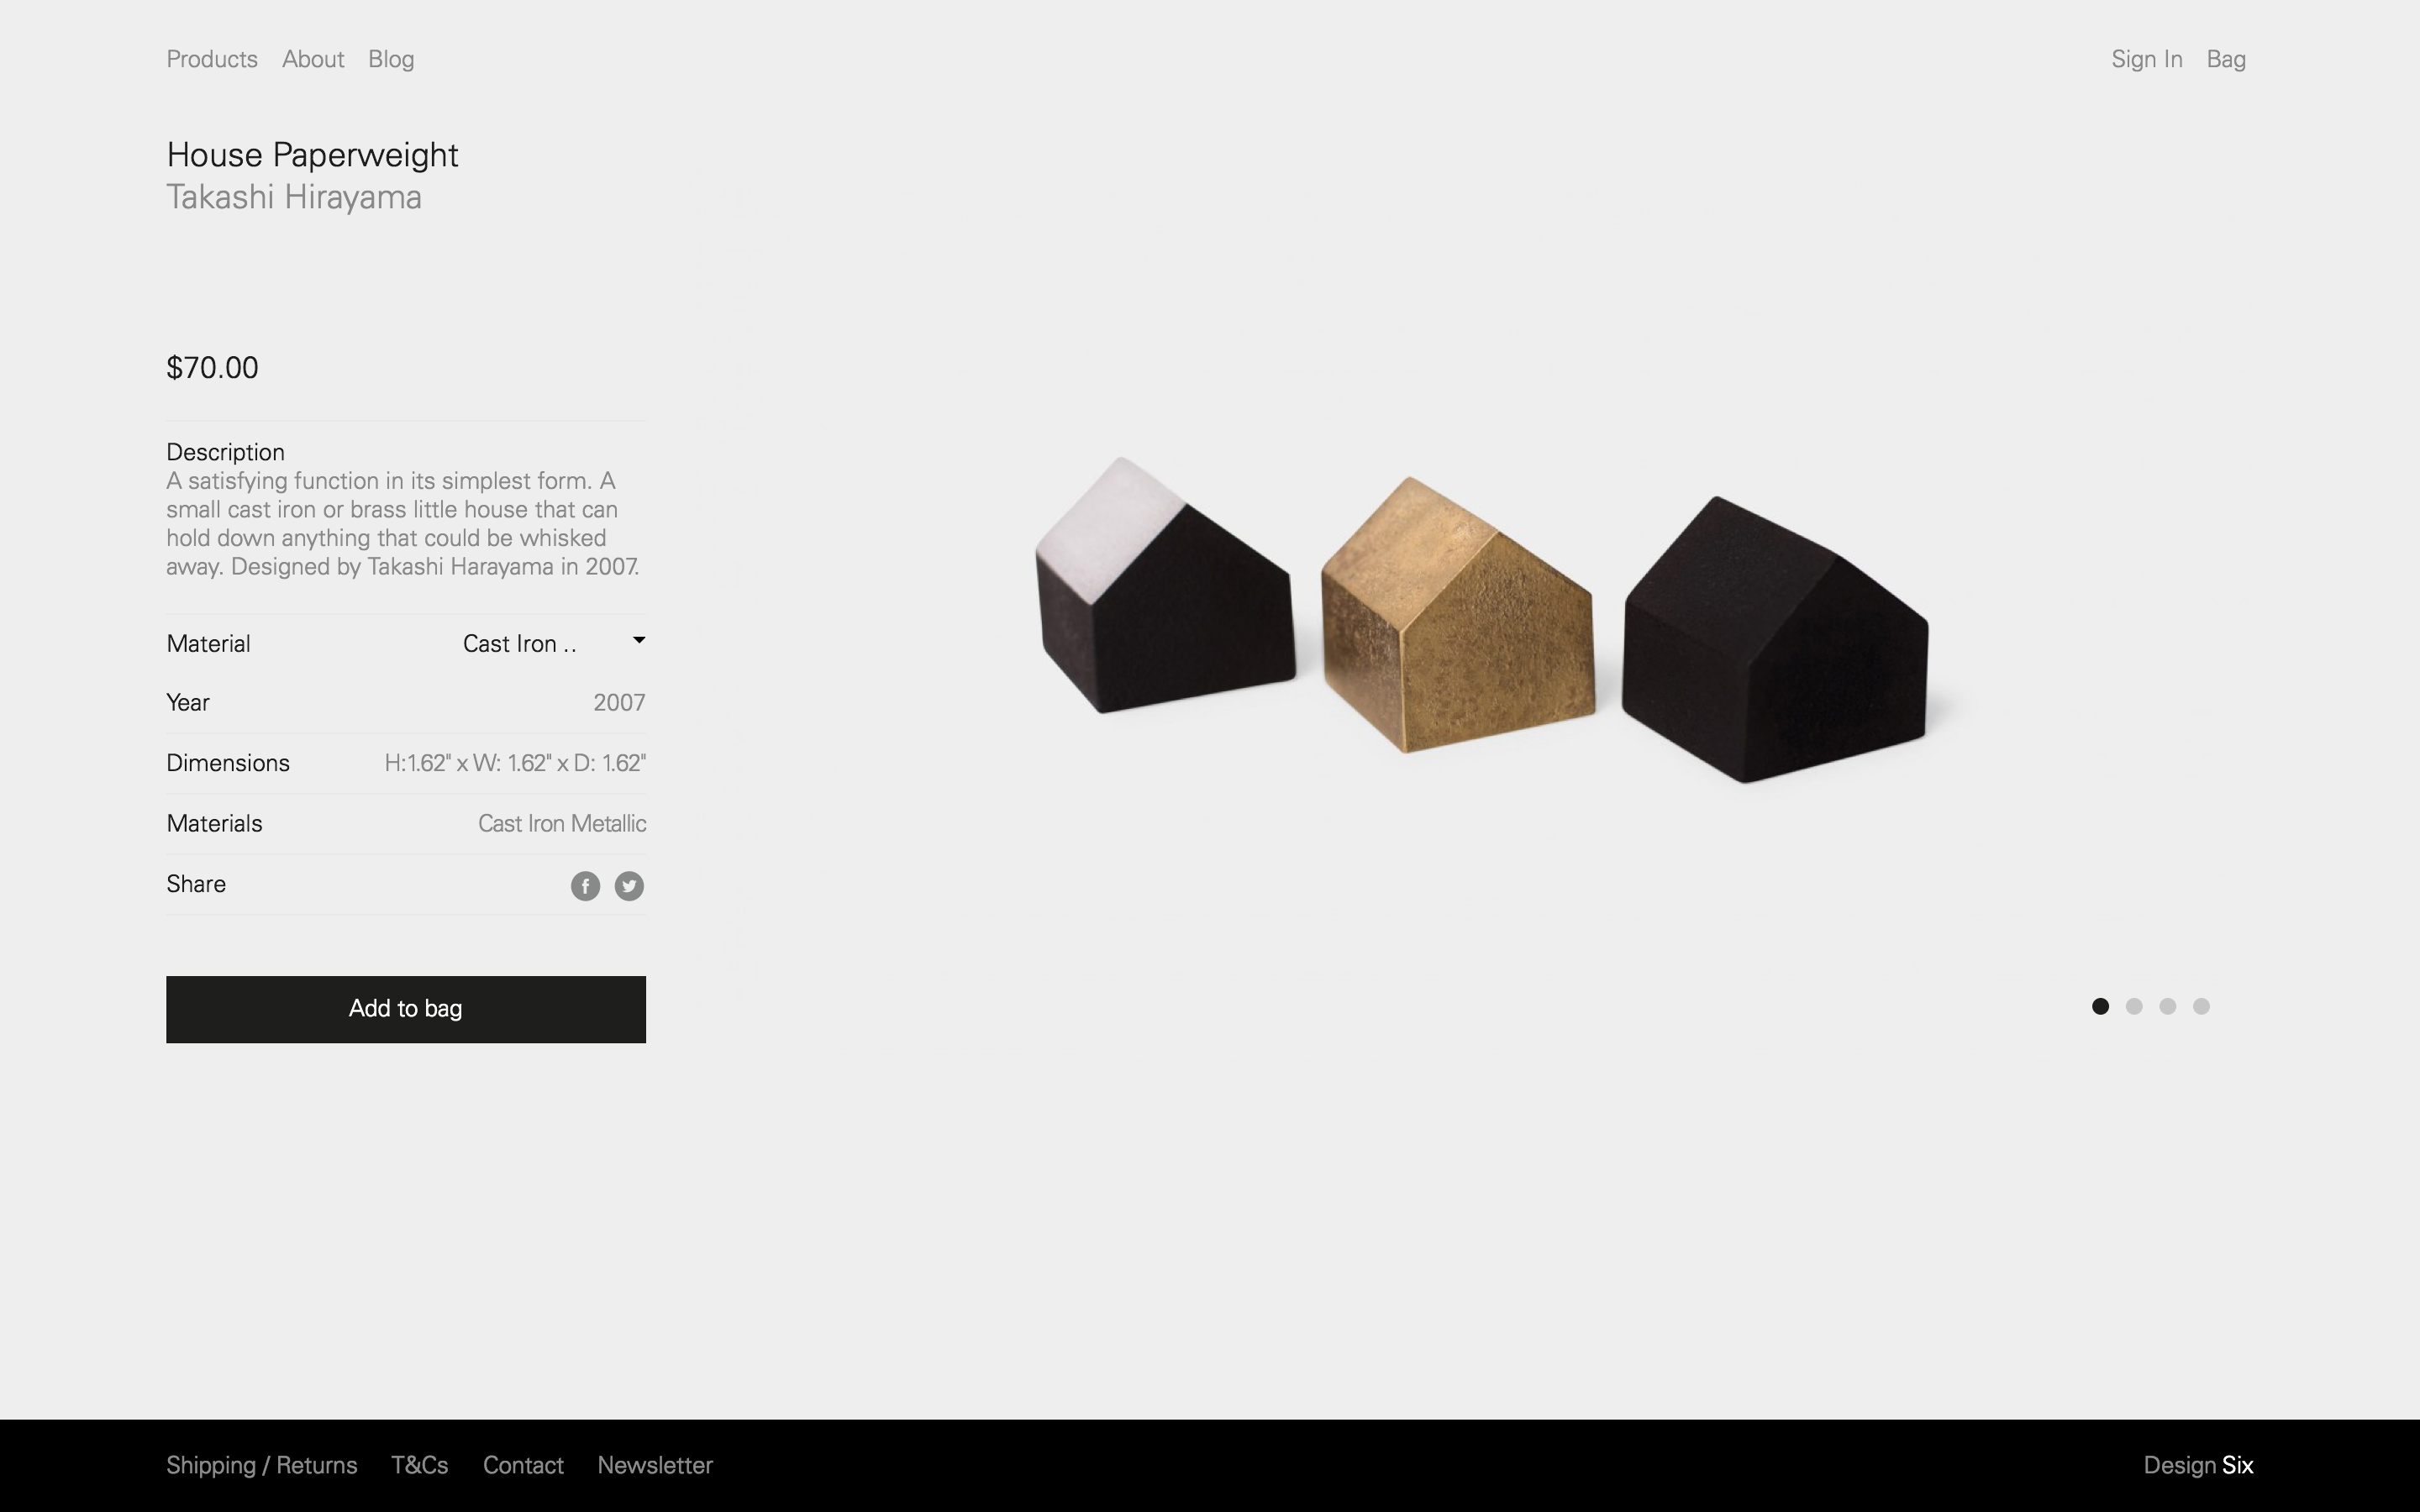 Products About Blog Sign In Bag
House Paperweight
Takashi Hirayama
$70.00
Description
A satisfying function in its simplest form. A
small cast iron or brass little house that can
hold down anything that could be whisked
away. Designed by Takashi Harayama in 2007.
Material Cast Iron ..
Year 2007
Dimensions H:1.62" x W: 1.62" x D: 1.62"
Materials Cast Iron Metallic
Share
Add to bag
Shipping / Returns T&Cs Contact Newsletter Design Six